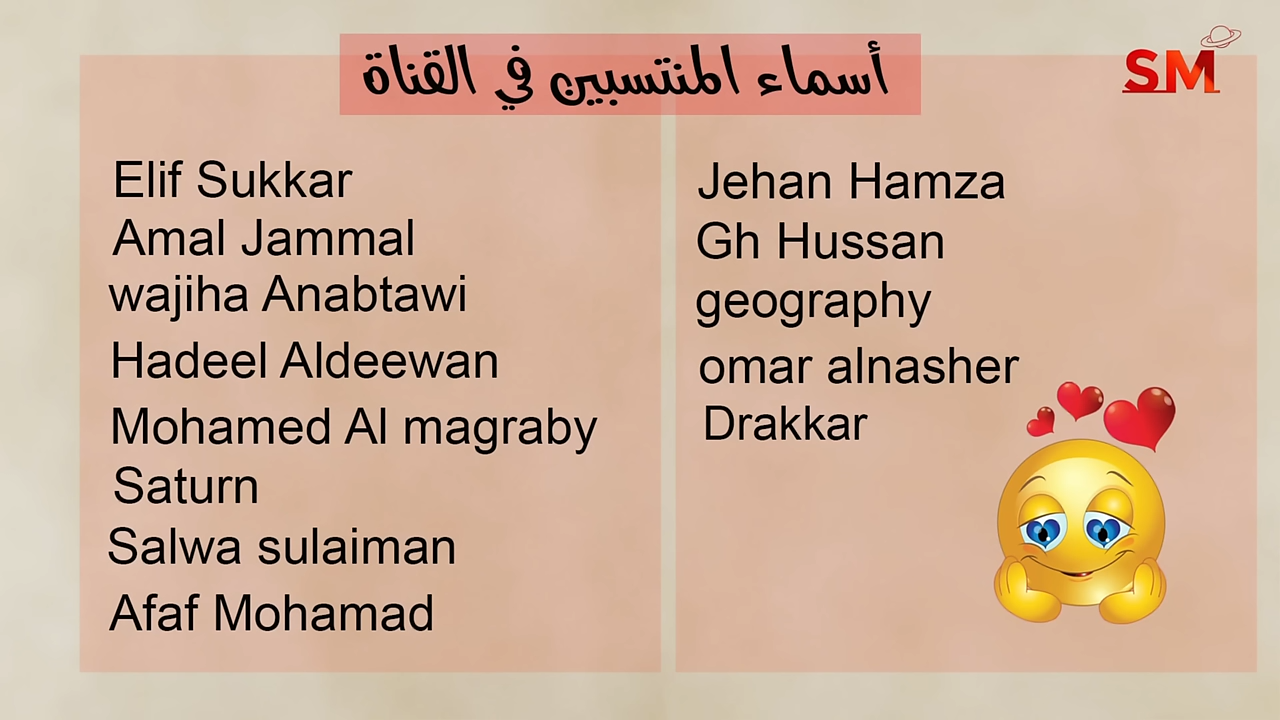 أسماء المنتسبين في القناة
SM
Elif Sukkar
Amal Jammal
wajiha Anabtawi
Hadeel Aldeewan
Mohamed Al magraby
Saturn
Salwa sulaiman
Afaf Mohamad
Jehan Hamza
Gh Hussan
geography
omar alnasher
Drakkar